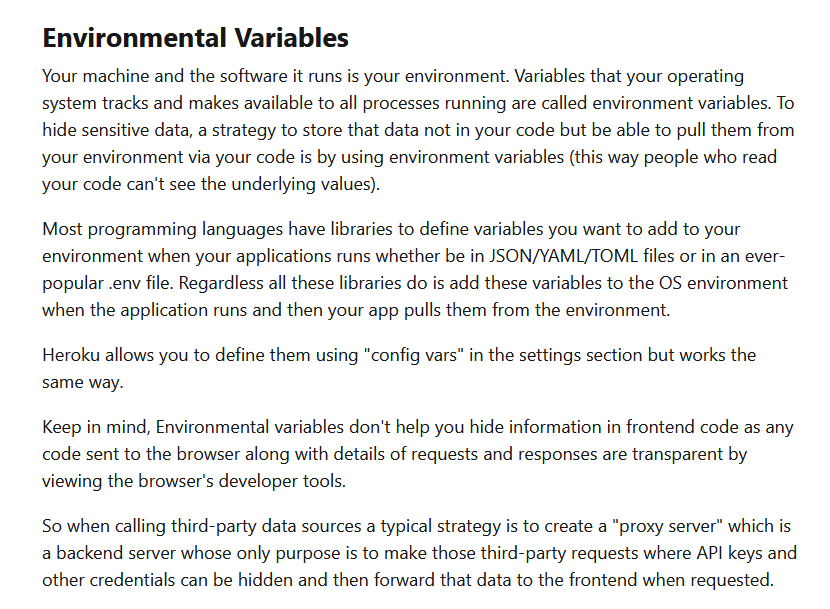 Environmental Variables
Your machine and the software it runs is your environment. Variables that your operating
system tracks and makes available to all processes running are called environment variables. To
hide sensitive data, a strategy to store that data not in your code but be able to pull them from
your environment via your code is by using environment variables (this way people who read
your code can't see the underlying values).
Most programming languages have libraries to define variables you want to add to your
environment when your applications runs whether be in JSON/YAML/TOML files or in an ever-
popular .env file. Regardless all these libraries do is add these variables to the OS environment
when the application runs and then your app pulls them from the environment.
Heroku allows you to define them using "config vars" in the settings section but works the
same way.
Keep in mind, Environmental variables don't help you hide information in frontend code as any
code sent to the browser along with details of requests and responses are transparent by
viewing the browser's developer tools.
So when calling third-party data sources a typical strategy is to create a "proxy server" which is
a backend server whose only purpose is to make those third-party requests where API keys and
other credentials can be hidden and then forward that data to the frontend when requested.